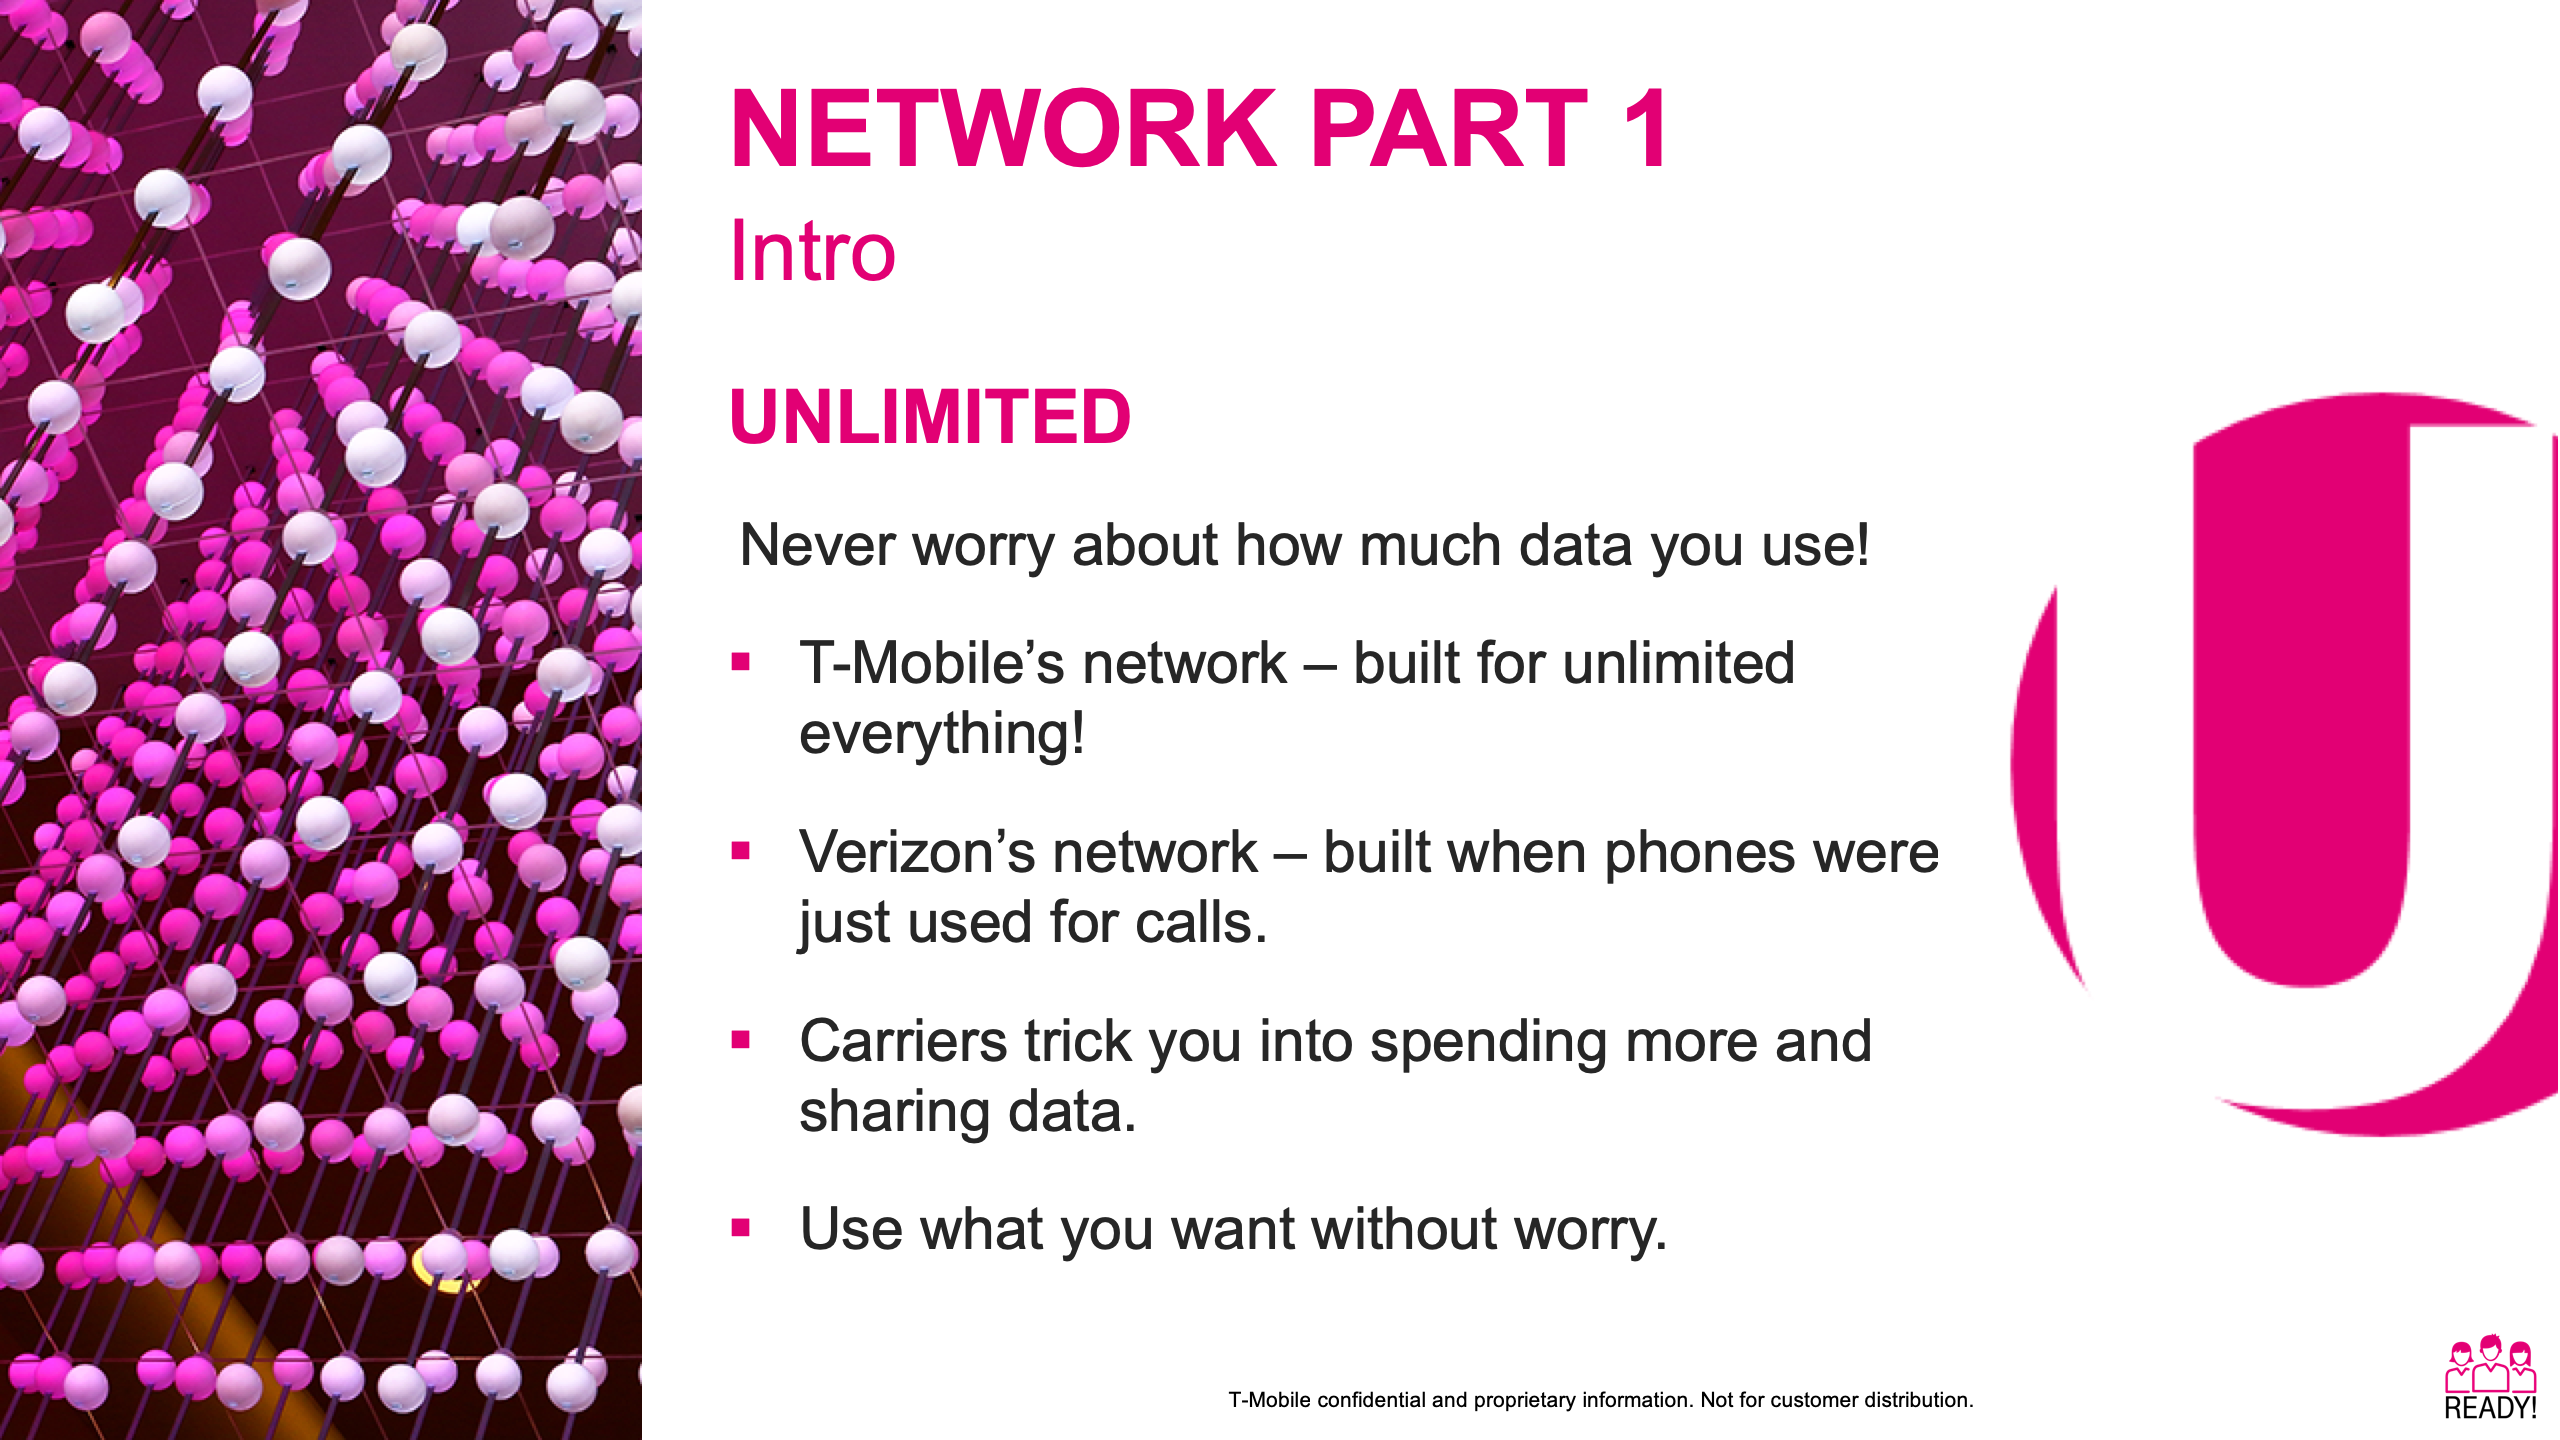 NETWORK PART 1
Intro
UNLIMITED
Never worry about how much data you use!
▪ T-Mobile’s network – built for unlimited
everything!
▪ Verizon’s network – built when phones were
just used for calls.
▪ Carriers trick you into spending more and
sharing data.
▪ Use what you want without worry.
U
T-Mobile confidential and proprietary information. Not for customer distribution.
READY!